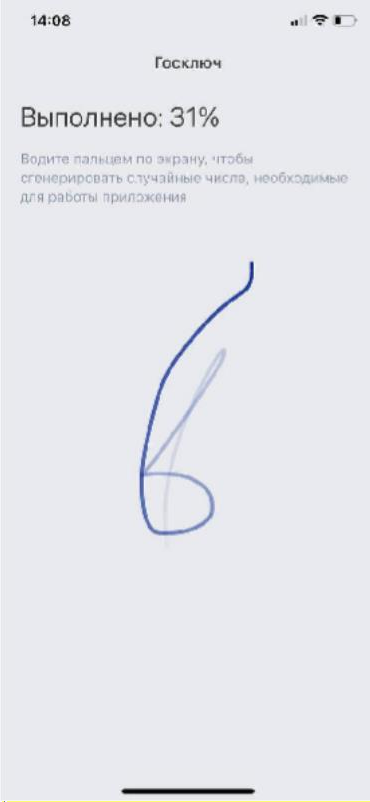 14:08
Госключ
Выполнено: 31%
Водите пальцем по экрану, чтобы
сгенерировать случайные числа, необходимые
для работы приложения